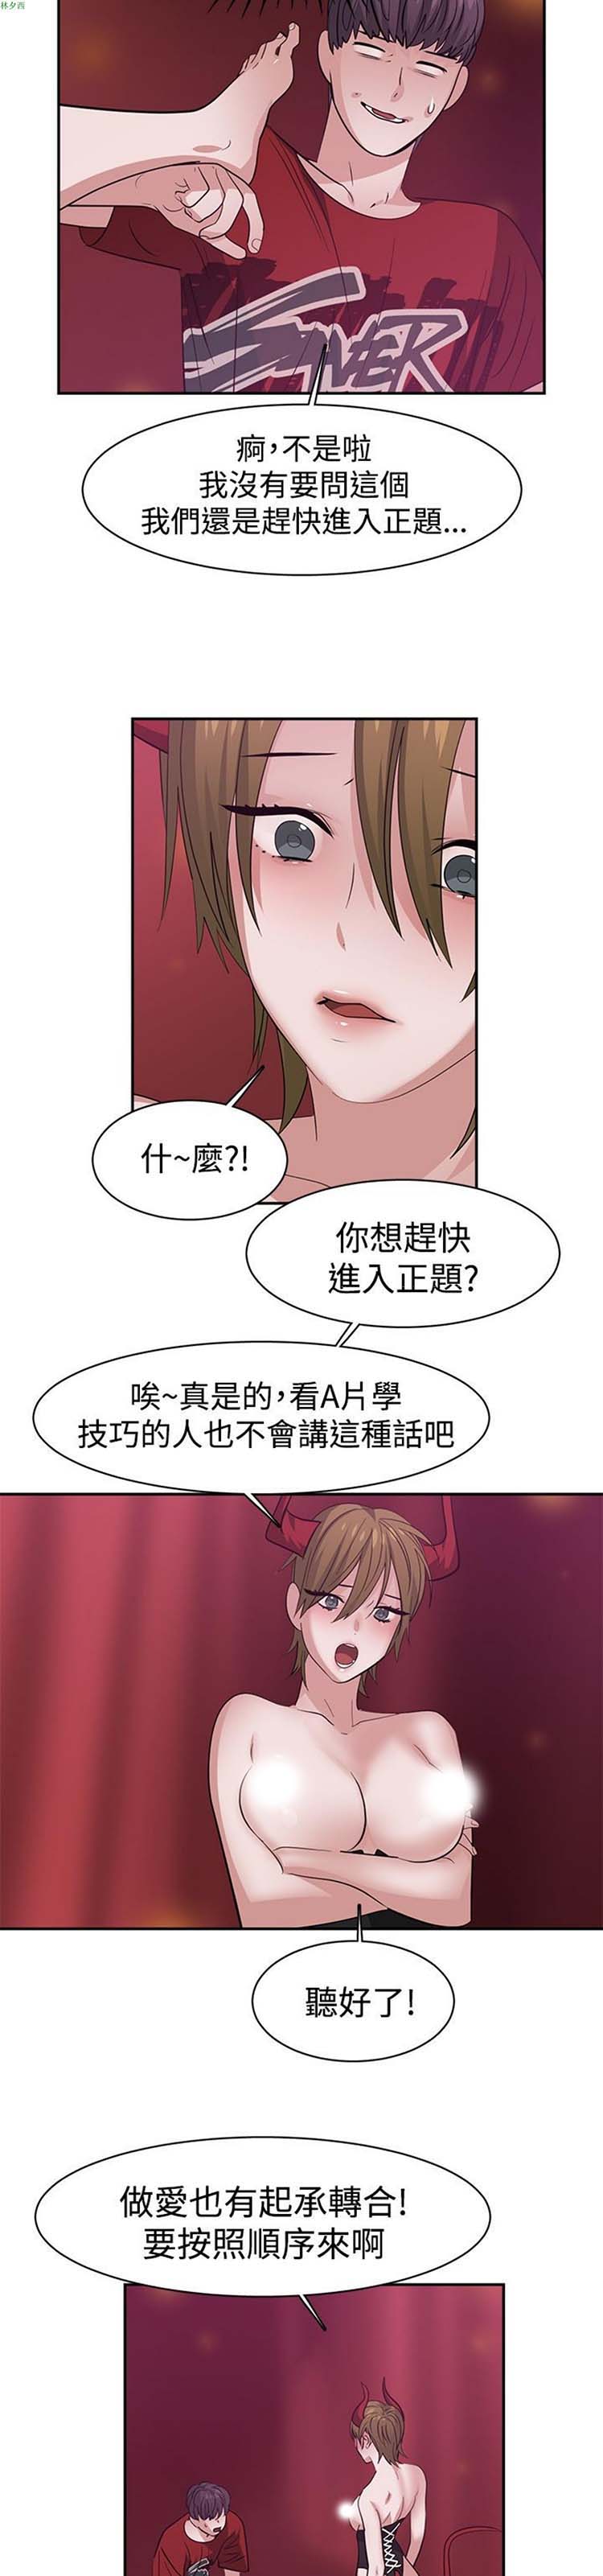 林夕西
SINER
痾，不是啦
我沒有要問這個
我們還是趕快進入正題...
什~麼?!
你想趕快
進入正題?
唉~真是的，看A片學
技巧的人也不會講這種話吧
聽好了!
做愛也有起承轉合!
要按照順序來啊